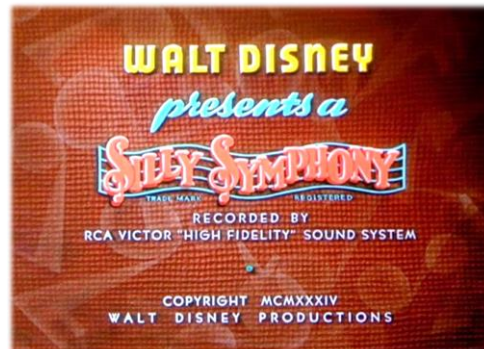 WALT DISNEY
presents a
SILLY SYMPHONY
TRADE MARK REGISTERED
RECORDED BY
RCA VICTOR "HIGH FIDELITY" SOUND SYSTEM
COPYRIGHT MCMXXXIV
WALT DISNEY PRODUCTIONS